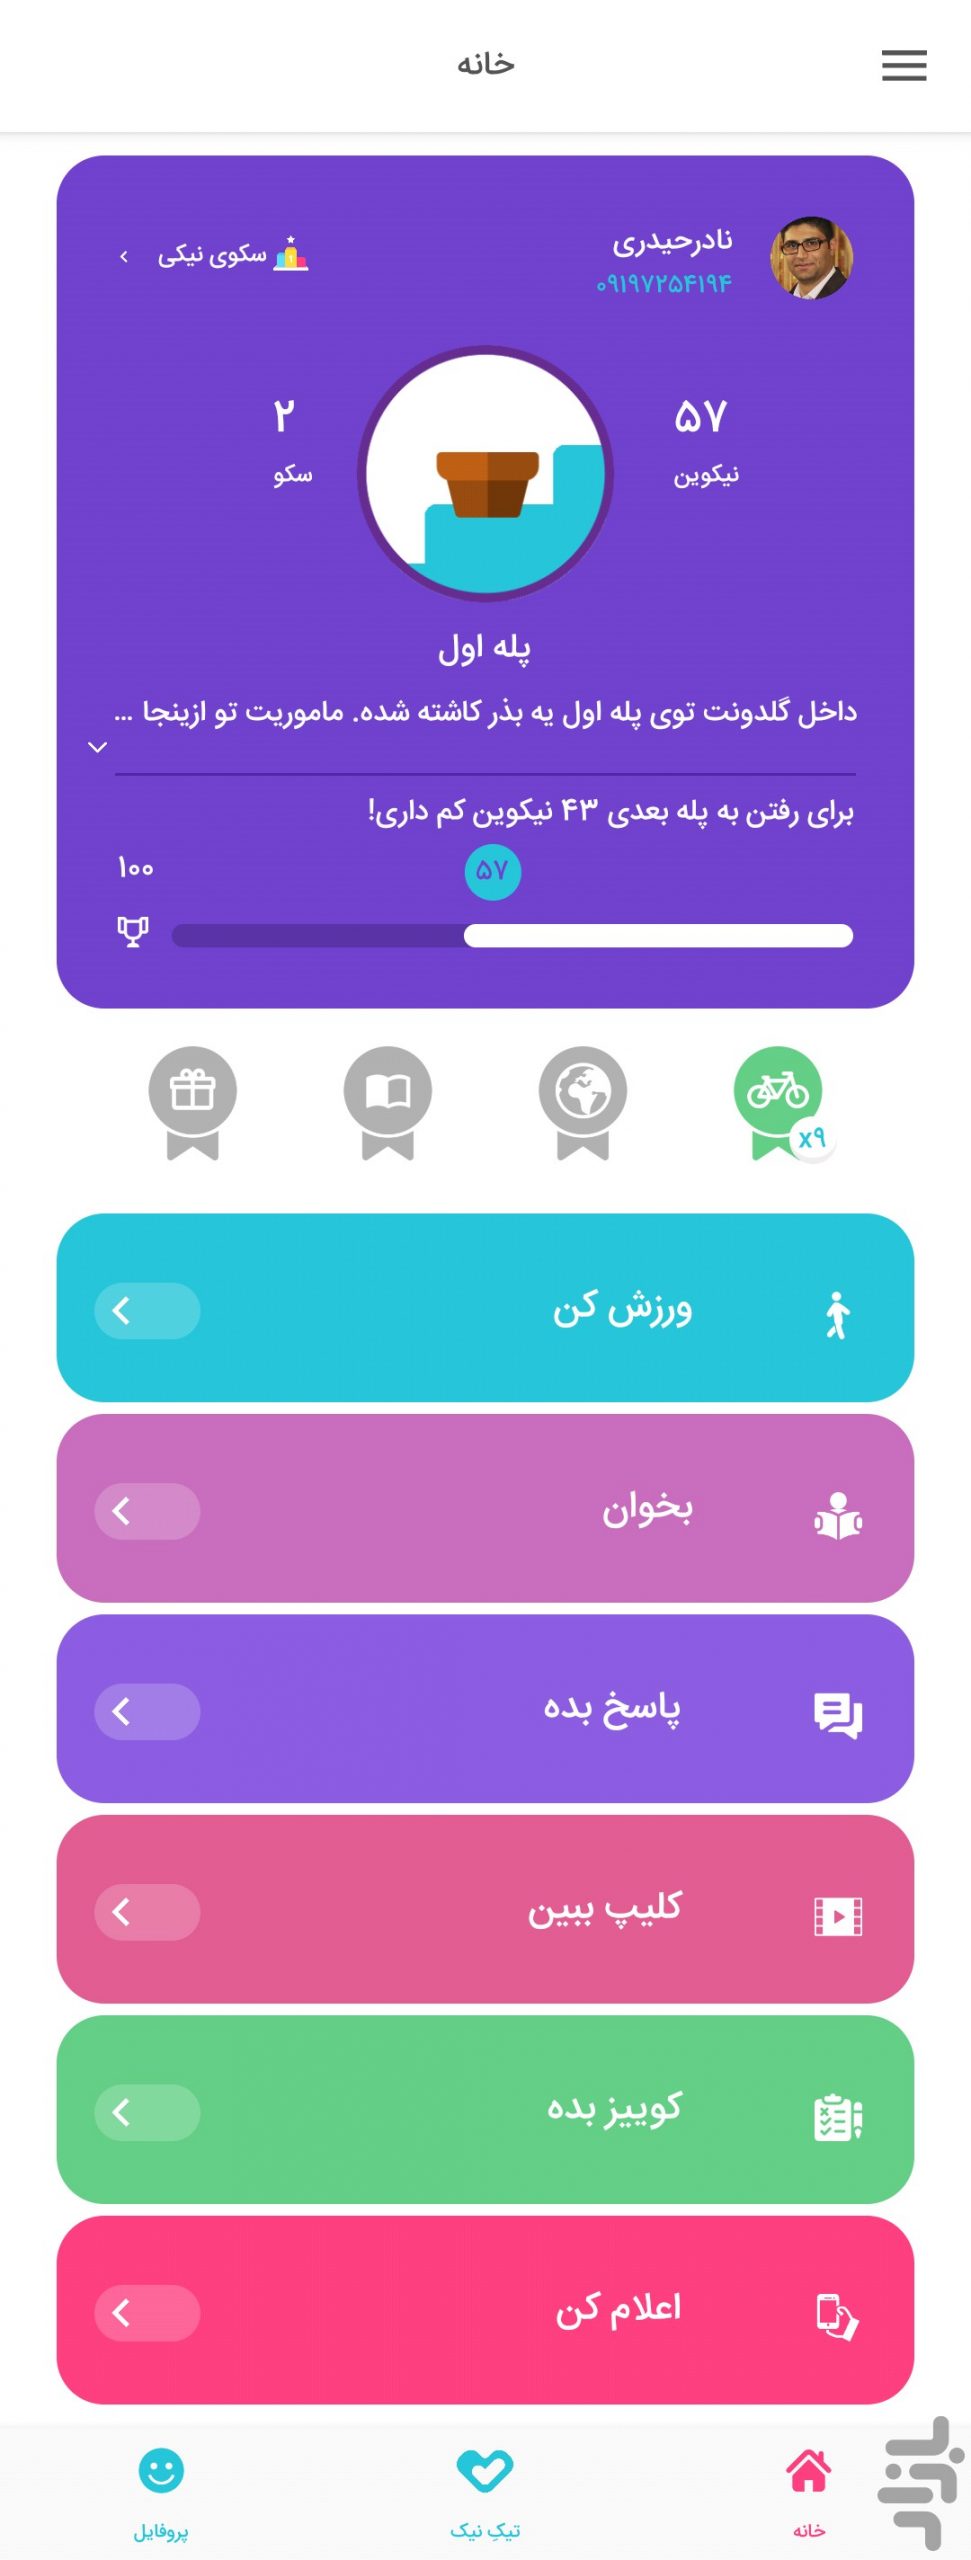 خانه
نادرحیدری
۰۹۱۹۷۲۵۴۱۹۴
سکوی نیکی
۵۷
نیکوین
۲
سکو
پله اول
داخل گلدونت توی پله اول یه بذر کاشته شده. ماموریت تو ازینجا ...
برای رفتن به پله بعدی ۴۳ نیکوین کم داری!
۵۷
۱۰۰
x۹
ورزش کن
بخوان
پاسخ بده
کلیپ ببین
کوییز بده
اعلام کن
خانه
تیکِ نیک
پروفایل